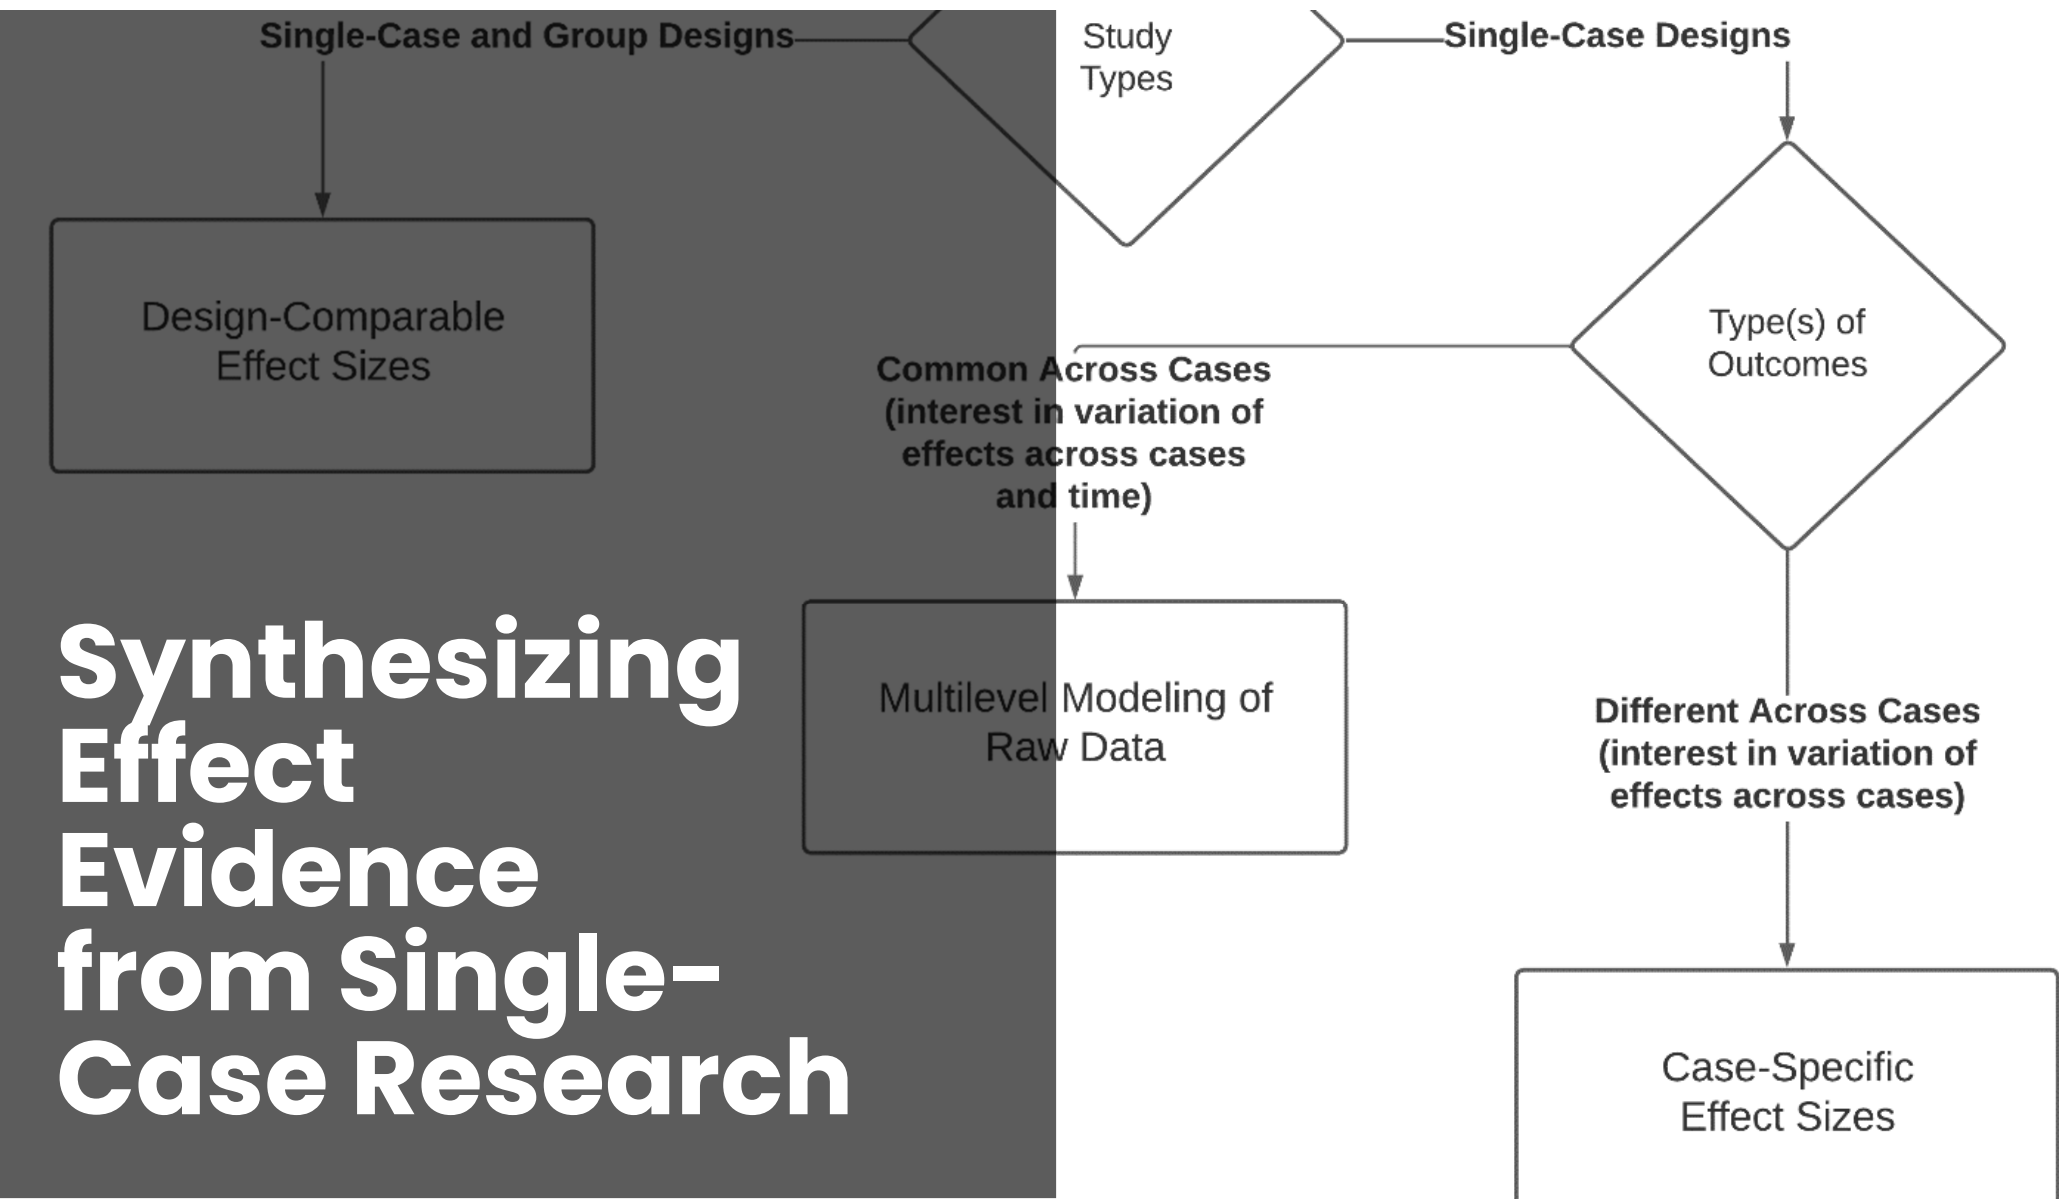 Single-Case and Group Designs
Study
Types
Single-Case Designs
Design-Comparable
Effect Sizes
Type(s) of
Outcomes
Common Across Cases
(interest in variation of
effects across cases
and time)
Multilevel Modeling of
Raw Data
Different Across Cases
(interest in variation of
effects across cases)
Case-Specific
Effect Sizes
Synthesizing
Effect
Evidence
from Single-
Case Research